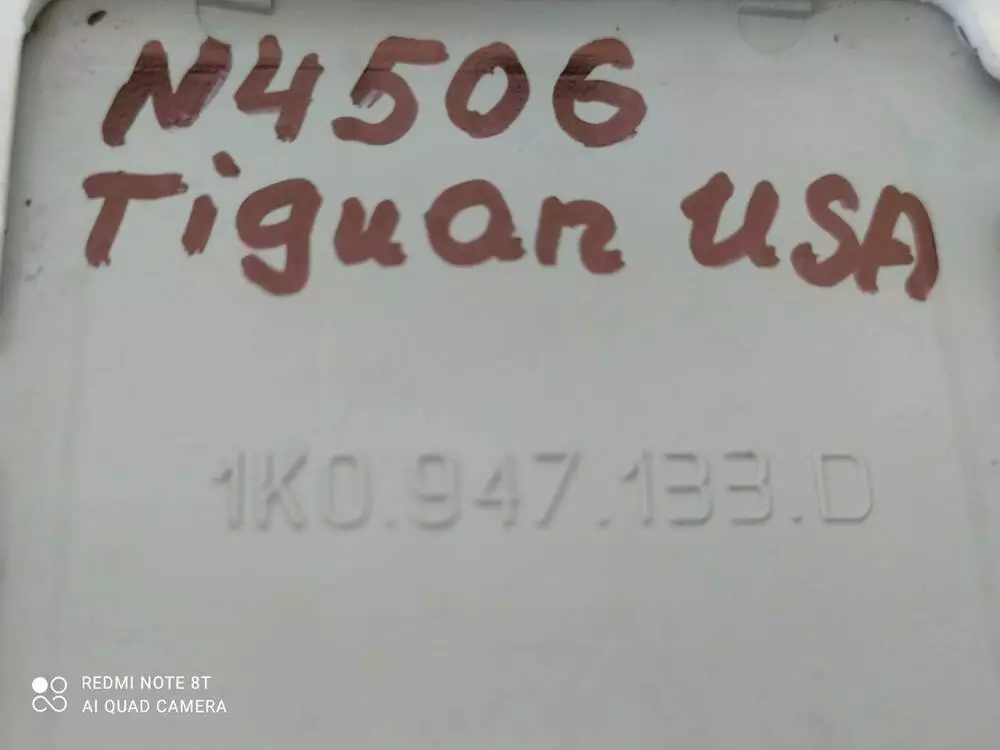 N4506
Tiguan USA
1K0.947.133.D
REDMI NOTE 8T
AI QUAD CAMERA